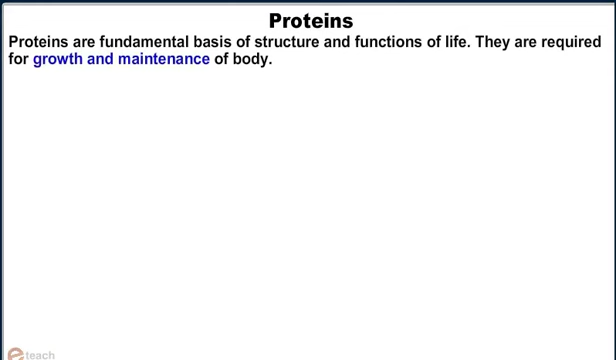 Proteins
Proteins are fundamental basis of structure and functions of life. They are required
for growth and maintenance of body.
e teach